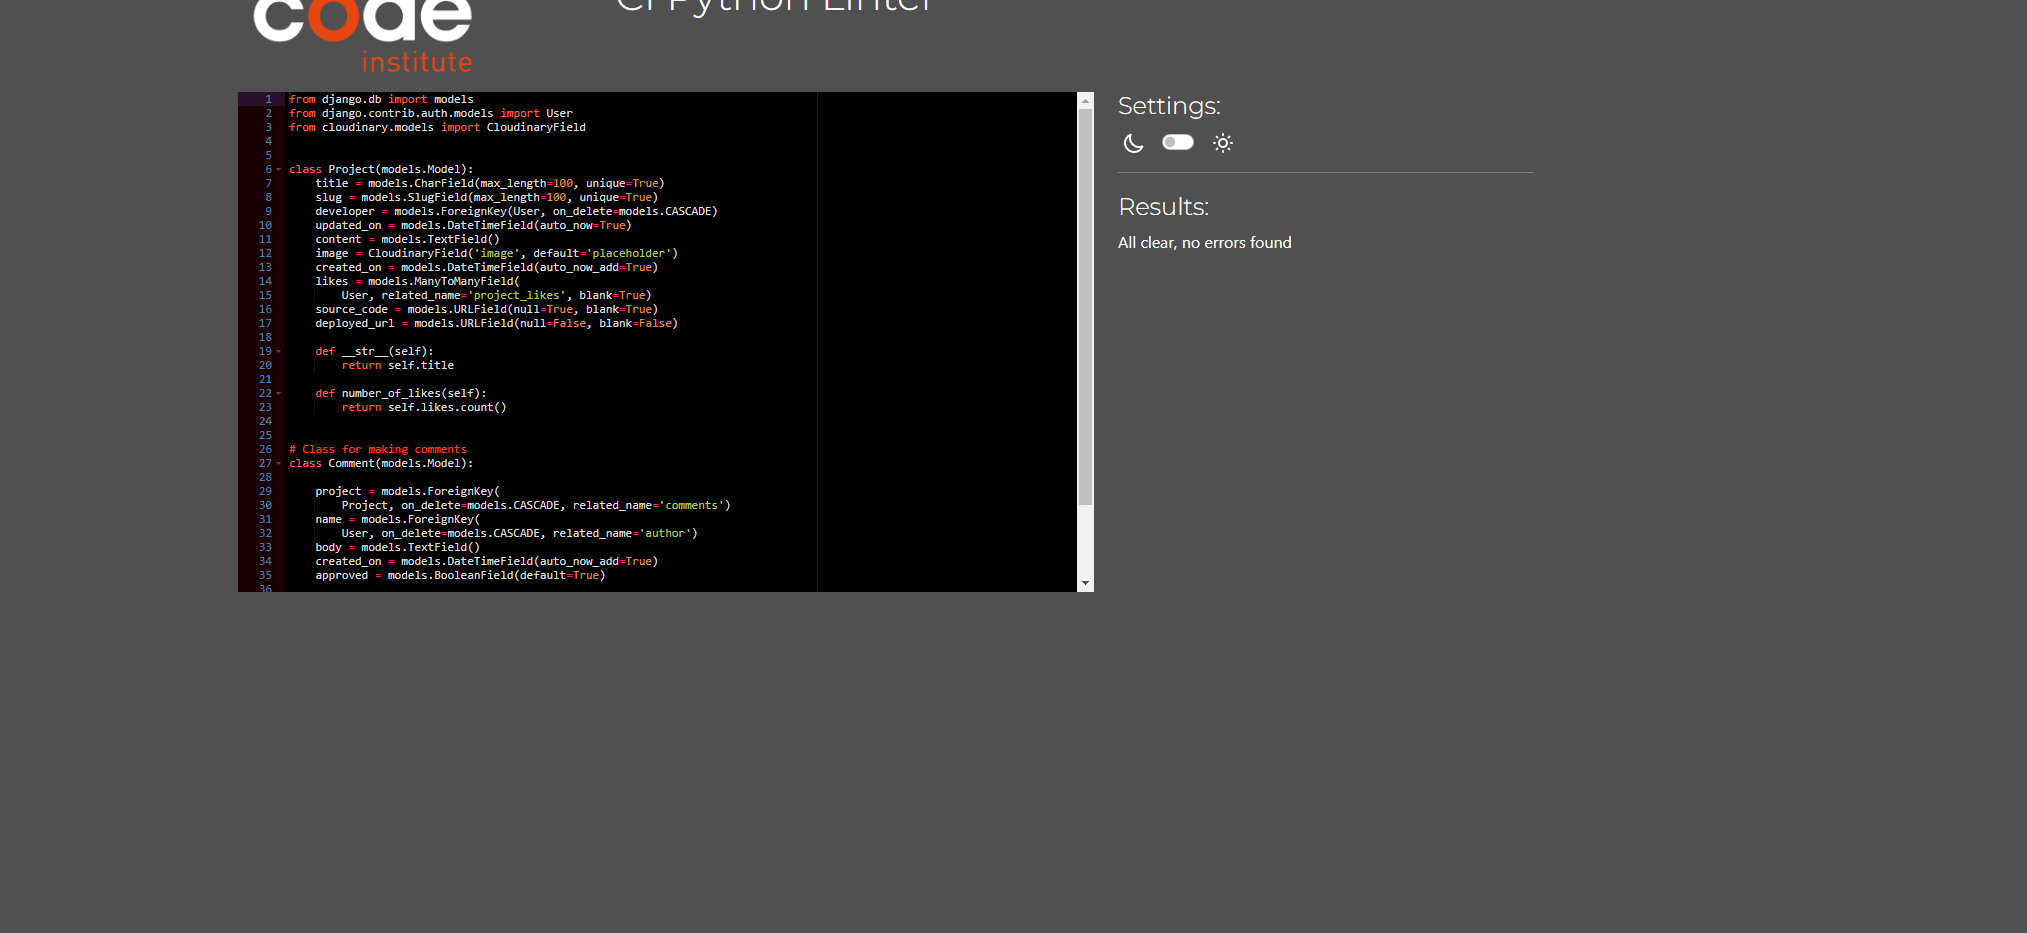 code
institute
CI Python Linter
1 from django.db import models
2 from django.contrib.auth.models import User
3 from cloudinary.models import CloudinaryField
4
5
6 class Project(models.Model):
7     title = models.CharField(max_length=100, unique=True)
8     slug = models.SlugField(max_length=100, unique=True)
9     developer = models.ForeignKey(User, on_delete=models.CASCADE)
10     updated_on = models.DateTimeField(auto_now=True)
11     content = models.TextField()
12     image = CloudinaryField('image', default='placeholder')
13     created_on = models.DateTimeField(auto_now_add=True)
14     likes = models.ManyToManyField(
15         User, related_name='project_likes', blank=True)
16     source_code = models.URLField(null=True, blank=True)
17     deployed_url = models.URLField(null=False, blank=False)
18
19     def __str__(self):
20         return self.title
21
22     def number_of_likes(self):
23         return self.likes.count()
24
25
26 # Class for making comments
27 class Comment(models.Model):
28
29     project = models.ForeignKey(
30         Project, on_delete=models.CASCADE, related_name='comments')
31     name = models.ForeignKey(
32         User, on_delete=models.CASCADE, related_name='author')
33     body = models.TextField()
34     created_on = models.DateTimeField(auto_now_add=True)
35     approved = models.BooleanField(default=True)
36
Settings:
Results:
All clear, no errors found